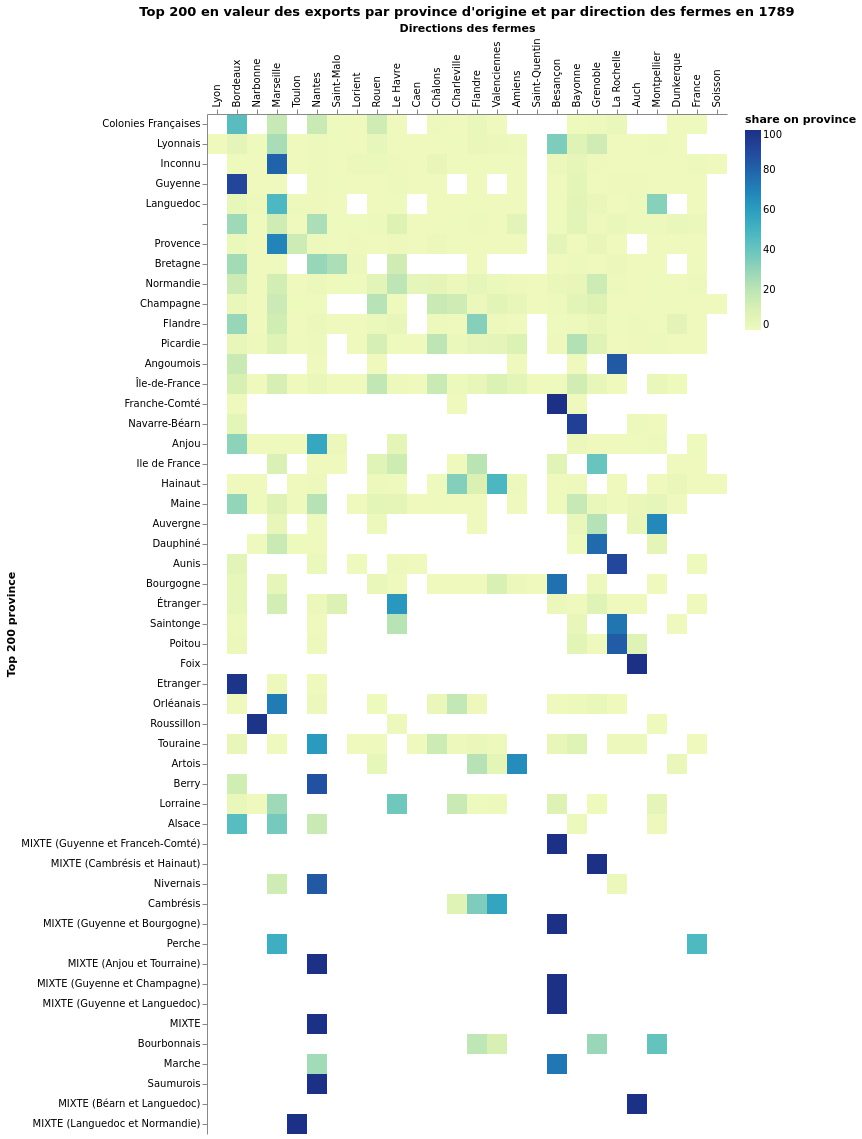 Top 200 en valeur des exports par province d'origine et par direction des fermes en 1789
Directions des fermes
Lyon
Bordeaux
Narbonne
Marseille
Toulon
Nantes
Saint-Malo
Lorient
Rouen
Le Havre
Caen
Châlons
Charleville
Flandre
Valenciennes
Amiens
Saint-Quentin
Besançon
Bayonne
Grenoble
La Rochelle
Auch
Montpellier
Dunkerque
France
Soisson
Top 200 province
Colonies Françaises
Lyonnais
Inconnu
Guyenne
Languedoc
Provence
Bretagne
Normandie
Champagne
Flandre
Picardie
Angoumois
Île-de-France
Franche-Comté
Navarre-Béarn
Anjou
Ile de France
Hainaut
Maine
Auvergne
Dauphiné
Aunis
Bourgogne
Étranger
Saintonge
Poitou
Foix
Etranger
Orléanais
Roussillon
Touraine
Artois
Berry
Lorraine
Alsace
MIXTE (Guyenne et Franceh-Comté)
MIXTE (Cambrésis et Hainaut)
Nivernais
Cambrésis
MIXTE (Guyenne et Bourgogne)
Perche
MIXTE (Anjou et Tourraine)
MIXTE (Guyenne et Champagne)
MIXTE (Guyenne et Languedoc)
MIXTE
Bourbonnais
Marche
Saumurois
MIXTE (Béarn et Languedoc)
MIXTE (Languedoc et Normandie)
share on province
100
80
60
40
20
0